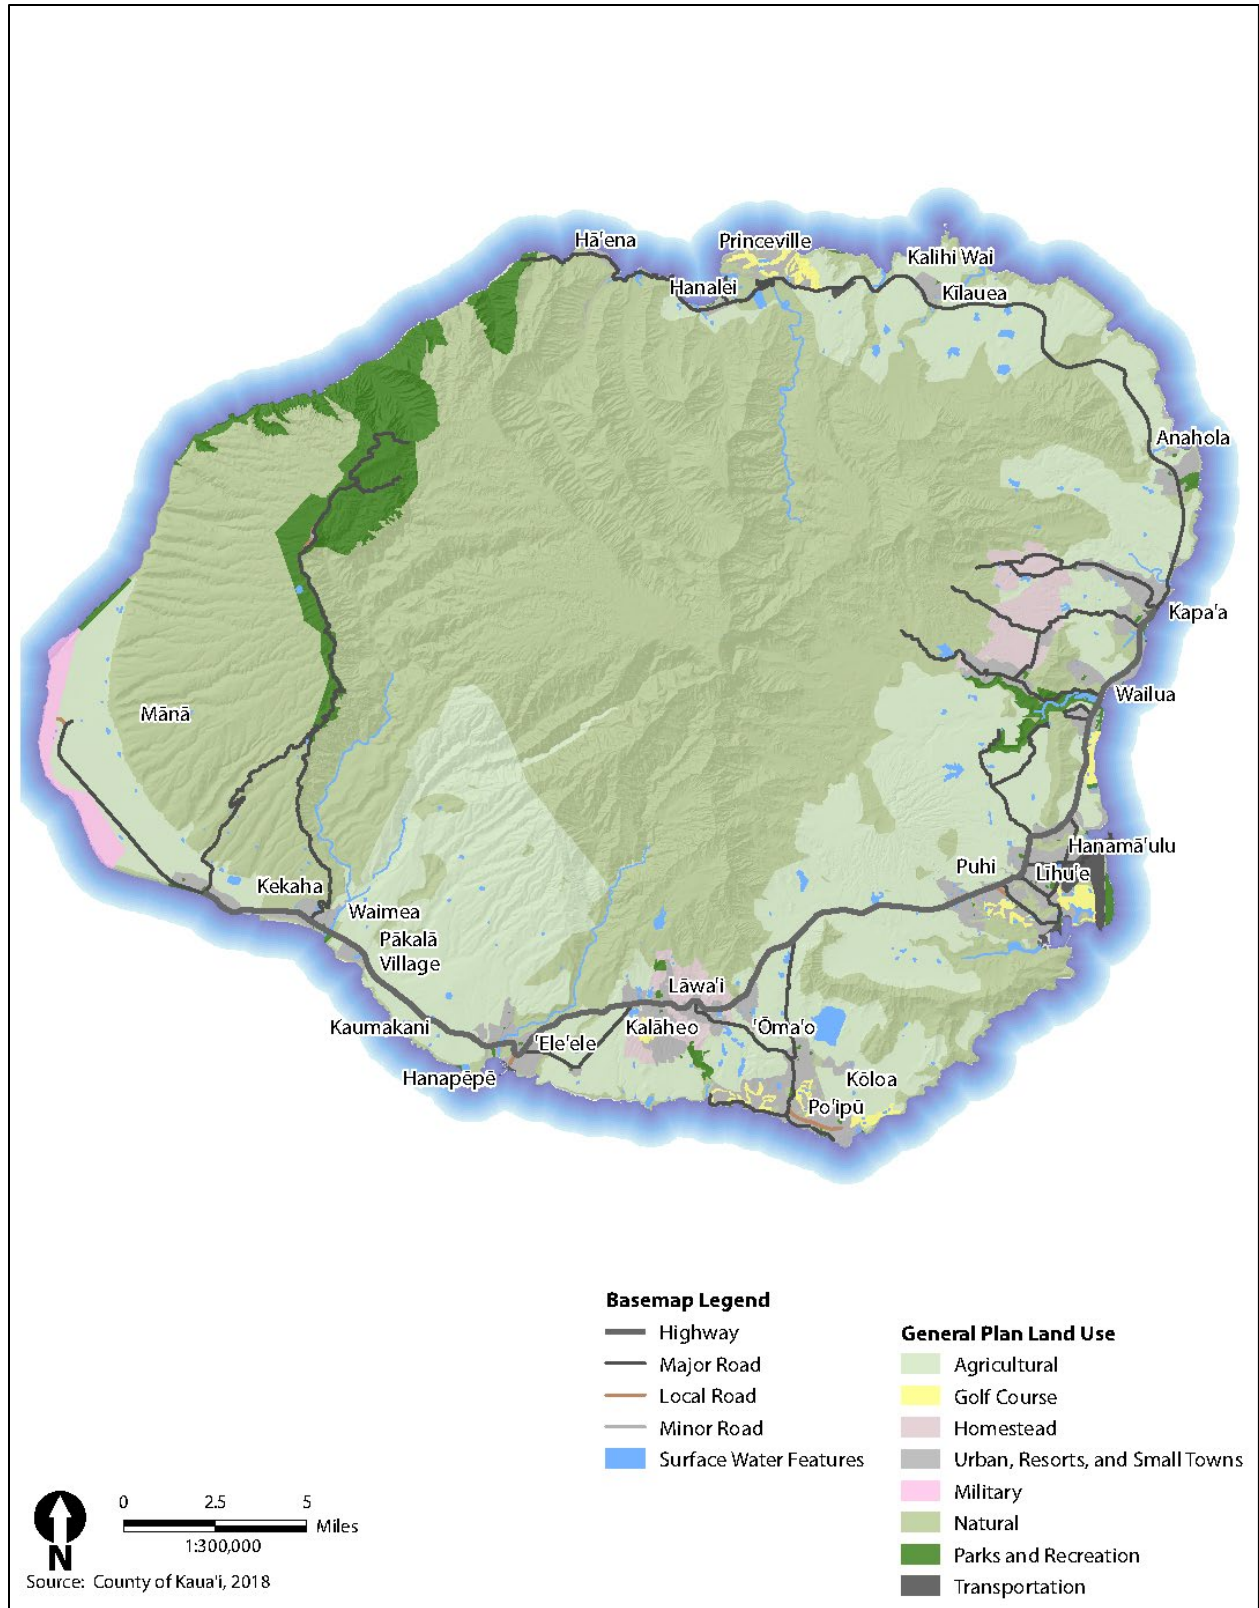 Hāʻena
Princeville
Kalihi Wai
Hanalei
Kīlauea
Anahola
Kapaʻa
Wailua
Mānā
Hanamāʻulu
Puhi
Līhuʻe
Kekaha
Waimea
Pākalā
Village
Lāwaʻi
Kaumakani
ʻEleʻele
Kalāheo
ʻŌmaʻo
Hanapēpē
Kōloa
Poʻipū
Basemap Legend
Highway
Major Road
Local Road
Minor Road
Surface Water Features
General Plan Land Use
Agricultural
Golf Course
Homestead
Urban, Resorts, and Small Towns
Military
Natural
Parks and Recreation
Transportation
0 2.5 5
Miles
1:300,000
N
Source: County of Kaua'i, 2018